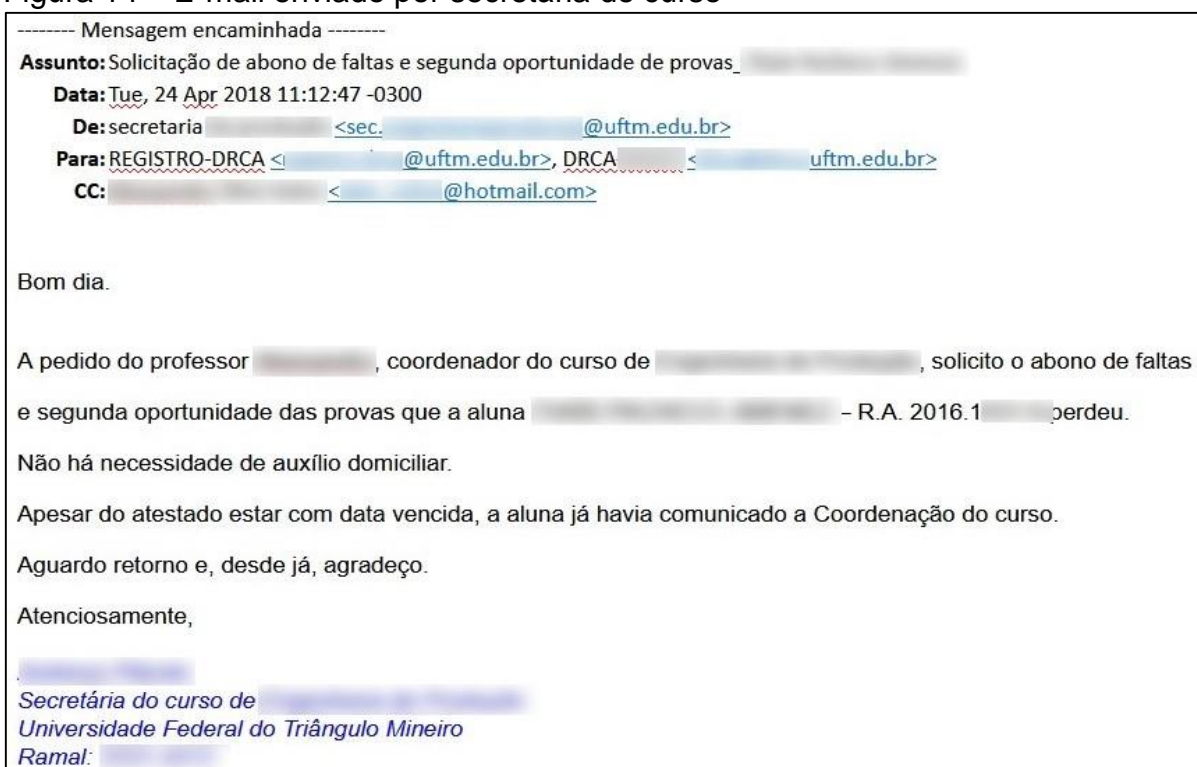 Figura 14 – E-mail enviado por secretária de curso
-------- Mensagem encaminhada --------
Assunto: Solicitação de abono de faltas e segunda oportunidade de provas_
Data: Tue, 24 Apr 2018 11:12:47 -0300
De: secretaria <sec. @uftm.edu.br>
Para: REGISTRO-DRCA < @uftm.edu.br>, DRCA < uftm.edu.br>
CC: < @hotmail.com>
Bom dia.
A pedido do professor , coordenador do curso de , solicito o abono de faltas
e segunda oportunidade das provas que a aluna – R.A. 2016.1 perdeu.
Não há necessidade de auxílio domiciliar.
Apesar do atestado estar com data vencida, a aluna já havia comunicado a Coordenação do curso.
Aguardo retorno e, desde já, agradeço.
Atenciosamente,
Secretária do curso de
Universidade Federal do Triângulo Mineiro
Ramal: